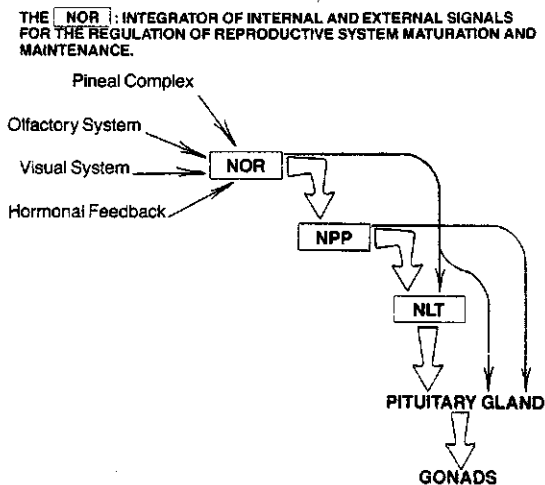 THE NOR : INTEGRATOR OF INTERNAL AND EXTERNAL SIGNALS
FOR THE REGULATION OF REPRODUCTIVE SYSTEM MATURATION AND
MAINTENANCE.
Pineal Complex
Olfactory System
Visual System
NOR
Hormonal Feedback
NPP
NLT
PITUITARY GLAND
GONADS